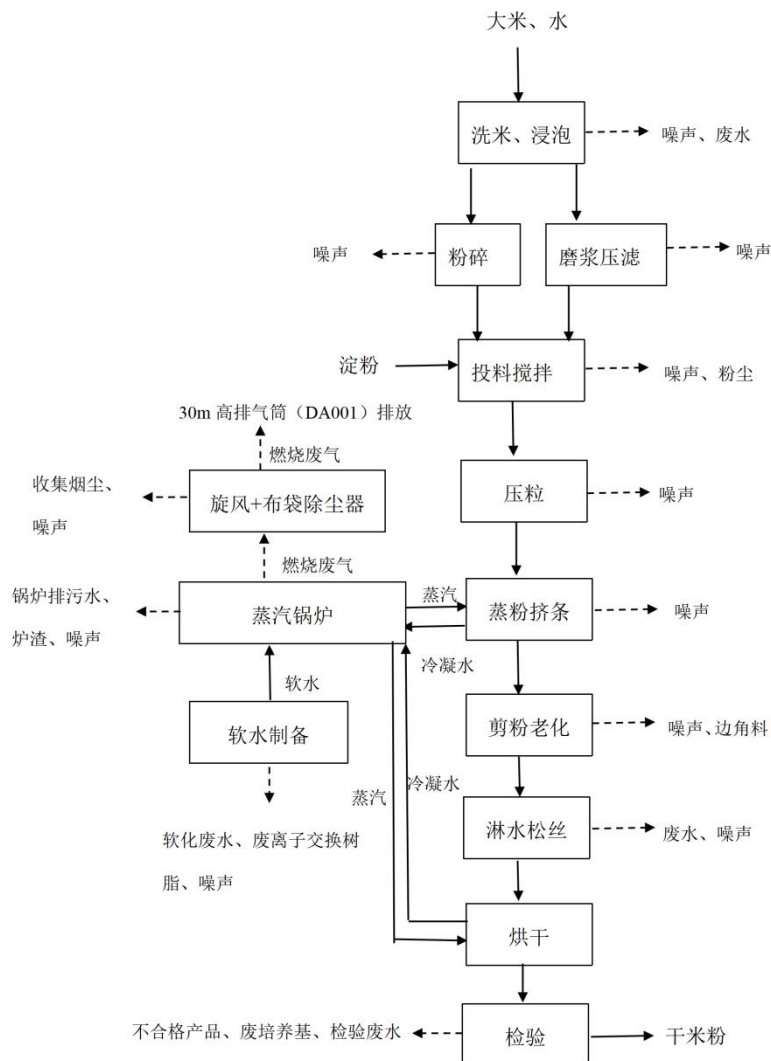 大米、水
洗米、浸泡
噪声、废水
噪声
粉碎
磨浆压滤
噪声
淀粉
投料搅拌
噪声、粉尘
30m 高排气筒（DA001）排放
燃烧废气
收集烟尘、
噪声
旋风+布袋除尘器
压粒
噪声
燃烧废气
锅炉排污水、
炉渣、噪声
蒸汽锅炉
蒸汽
蒸粉挤条
噪声
冷凝水
软水
软水制备
剪粉老化
噪声、边角料
蒸汽
冷凝水
软化废水、废离子交换树
脂、噪声
淋水松丝
废水、噪声
烘干
不合格产品、废培养基、检验废水
检验
干米粉